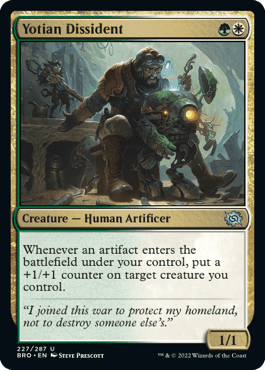 Yotian Dissident
Creature — Human Artificer
Whenever an artifact enters the
battlefield under your control, put a
+1/+1 counter on target creature you
control.
“I joined this war to protect my homeland,
not to destroy someone else’s.”
1/1
227/287 U
BRO • EN Steve Prescott
™ & © 2022 Wizards of the Coast